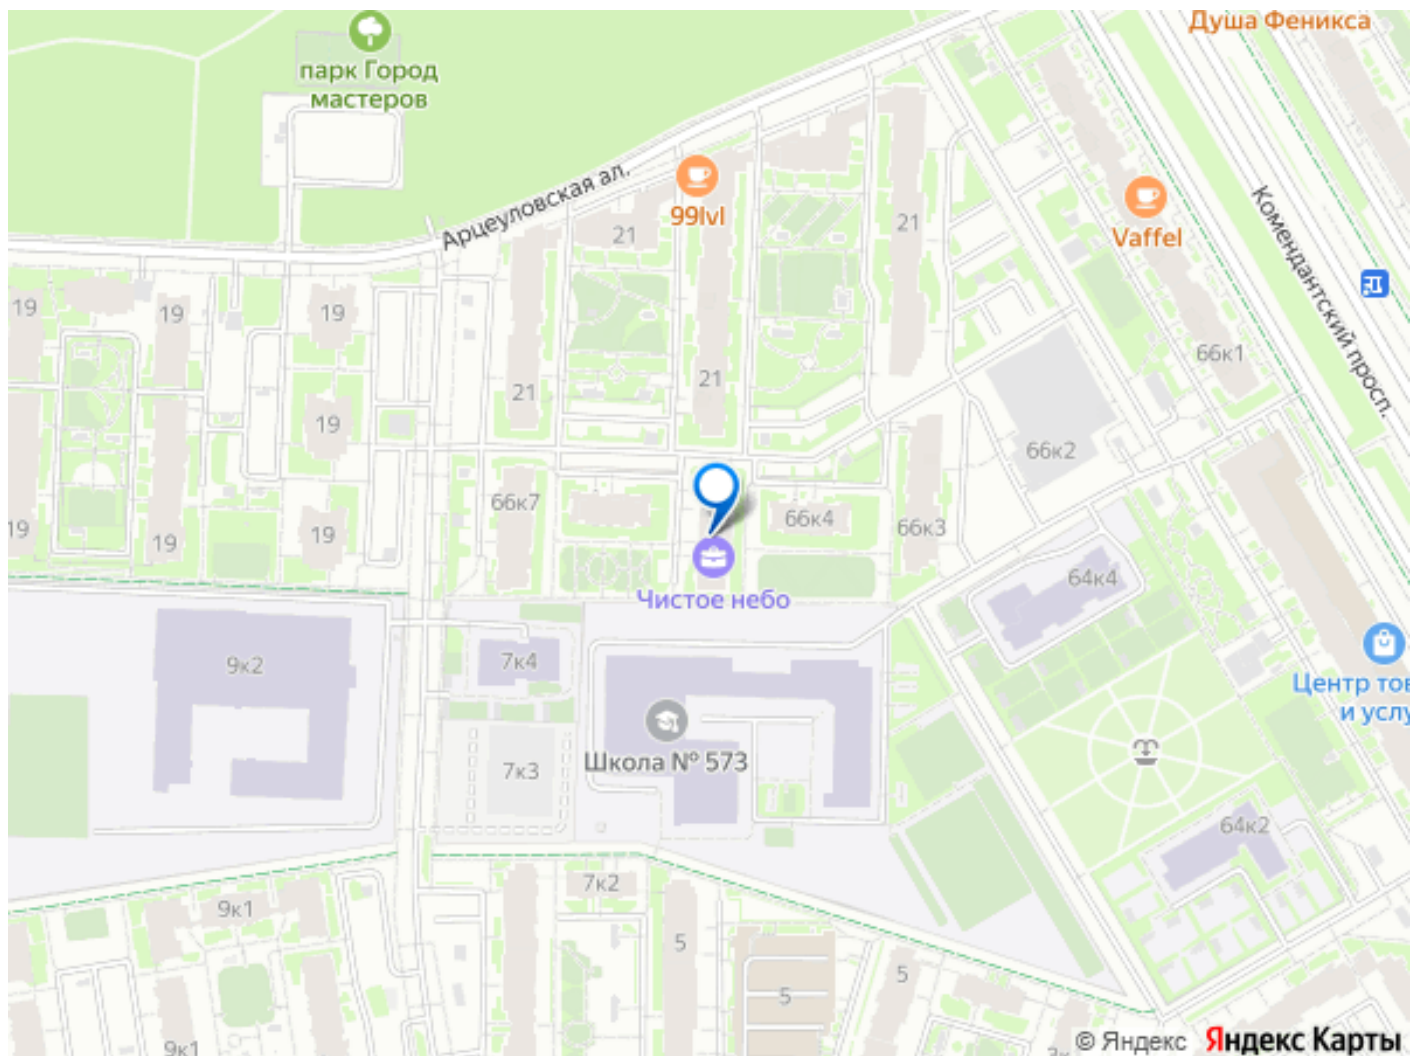 Душа Феникса
парк Город
мастеров
Арцеуловская ал.
99lvl
Vaffel
Комендантский просп.
21
21
21
21
19
19
19
19
19
19
19
66к1
66к2
66к7
66к4
66к3
Чистое небо
64к4
Центр тов
и услу
9к2
7к4
7к3
Школа № 573
64к2
7к2
9к1
5
5
5
9к1
© Яндекс Яндекс Карты